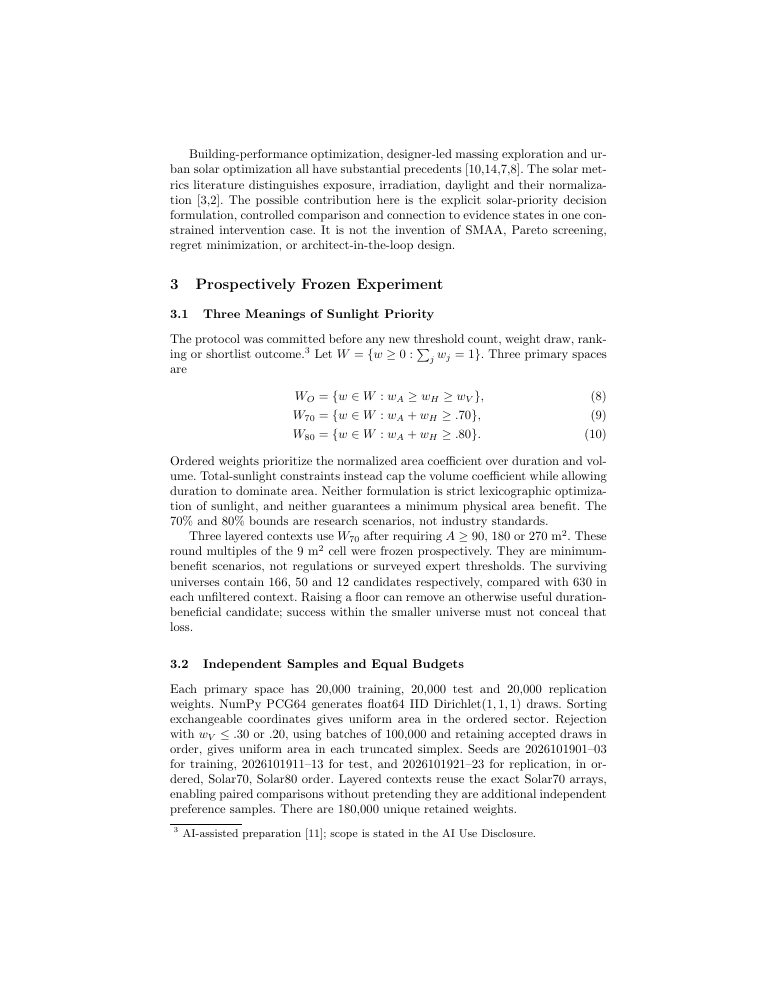 Building-performance optimization, designer-led massing exploration and ur-
ban solar optimization all have substantial precedents [10,14,7,8]. The solar met-
rics literature distinguishes exposure, irradiation, daylight and their normaliza-
tion [3,2]. The possible contribution here is the explicit solar-priority decision
formulation, controlled comparison and connection to evidence states in one con-
strained intervention case. It is not the invention of SMAA, Pareto screening,
regret minimization, or architect-in-the-loop design.
3 Prospectively Frozen Experiment
3.1 Three Meanings of Sunlight Priority
The protocol was committed before any new threshold count, weight draw, rank-
ing or shortlist outcome.³ Let W = {w ≥ 0 : ∑_j w_j = 1}. Three primary spaces
are
W_O = {w ∈ W : w_A ≥ w_H ≥ w_V}, (8)
W_70 = {w ∈ W : w_A + w_H ≥ .70}, (9)
W_80 = {w ∈ W : w_A + w_H ≥ .80}. (10)
Ordered weights prioritize the normalized area coefficient over duration and vol-
ume. Total-sunlight constraints instead cap the volume coefficient while allowing
duration to dominate area. Neither formulation is strict lexicographic optimiza-
tion of sunlight, and neither guarantees a minimum physical area benefit. The
70% and 80% bounds are research scenarios, not industry standards.
Three layered contexts use W_70 after requiring A ≥ 90, 180 or 270 m². These
round multiples of the 9 m² cell were frozen prospectively. They are minimum-
benefit scenarios, not regulations or surveyed expert thresholds. The surviving
universes contain 166, 50 and 12 candidates respectively, compared with 630 in
each unfiltered context. Raising a floor can remove an otherwise useful duration-
beneficial candidate; success within the smaller universe must not conceal that
loss.
3.2 Independent Samples and Equal Budgets
Each primary space has 20,000 training, 20,000 test and 20,000 replication
weights. NumPy PCG64 generates float64 IID Dirichlet(1, 1, 1) draws. Sorting
exchangeable coordinates gives uniform area in the ordered sector. Rejection
with w_V ≤ .30 or .20, using batches of 100,000 and retaining accepted draws in
order, gives uniform area in each truncated simplex. Seeds are 2026101901–03
for training, 2026101911–13 for test, and 2026101921–23 for replication, in or-
dered, Solar70, Solar80 order. Layered contexts reuse the exact Solar70 arrays,
enabling paired comparisons without pretending they are additional independent
preference samples. There are 180,000 unique retained weights.
³ AI-assisted preparation [11]; scope is stated in the AI Use Disclosure.